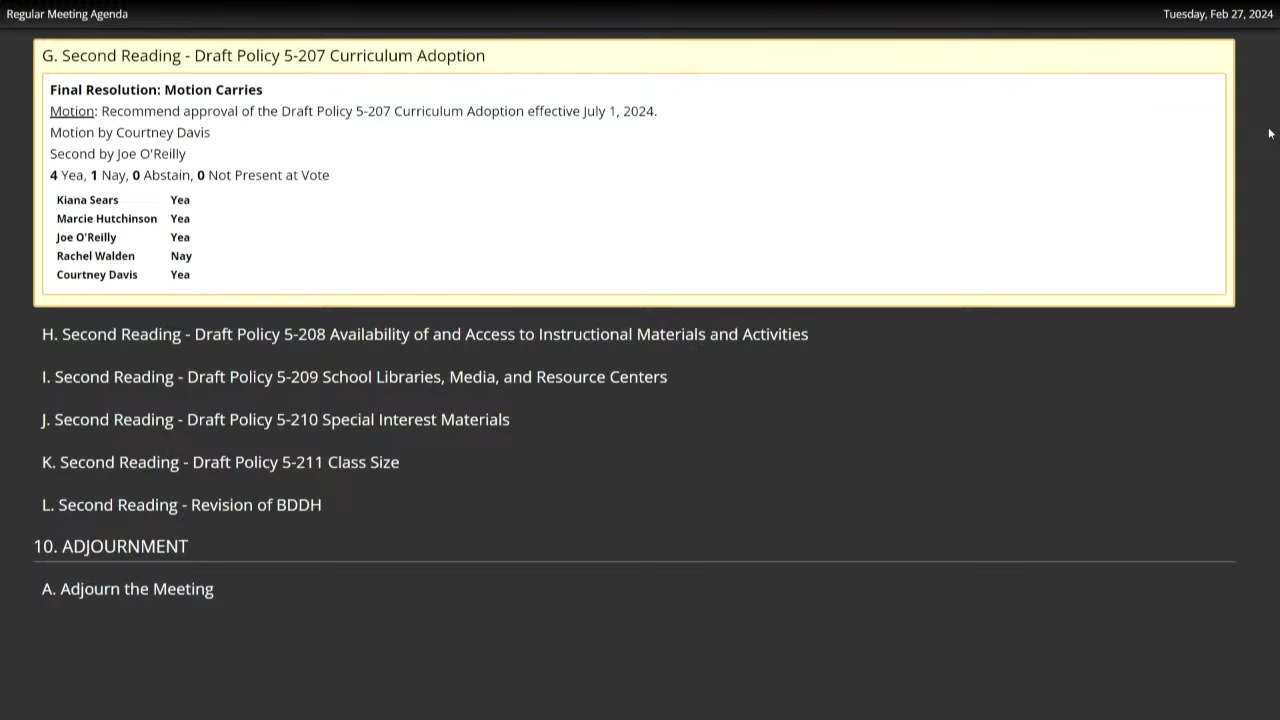 Regular Meeting Agenda
Tuesday, Feb 27, 2024
G. Second Reading - Draft Policy 5-207 Curriculum Adoption
Final Resolution: Motion Carries
Motion: Recommend approval of the Draft Policy 5-207 Curriculum Adoption effective July 1, 2024.
Motion by Courtney Davis
Second by Joe O'Reilly
4 Yea, 1 Nay, 0 Abstain, 0 Not Present at Vote
Kiana Sears Yea
Marcie Hutchinson Yea
Joe O'Reilly Yea
Rachel Walden Nay
Courtney Davis Yea
H. Second Reading - Draft Policy 5-208 Availability of and Access to Instructional Materials and Activities
I. Second Reading - Draft Policy 5-209 School Libraries, Media, and Resource Centers
J. Second Reading - Draft Policy 5-210 Special Interest Materials
K. Second Reading - Draft Policy 5-211 Class Size
L. Second Reading - Revision of BDDH
10. ADJOURNMENT
A. Adjourn the Meeting